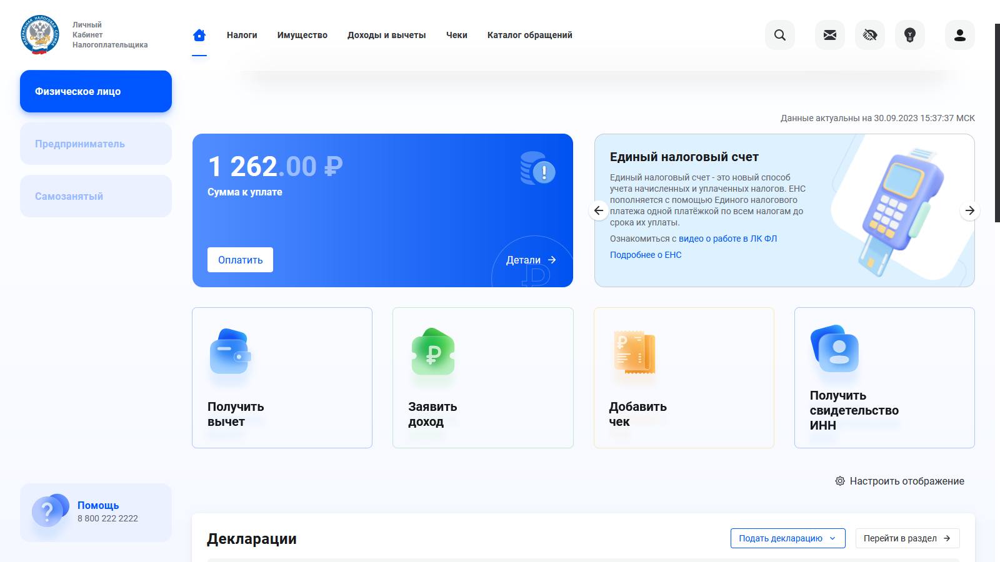 Личный
Кабинет
Налогоплательщика
Налоги
Имущество
Доходы и вычеты
Чеки
Каталог обращений
Физическое лицо
Предприниматель
Самозанятый
Данные актуальны на 30.09.2023 15:37:37 МСК
1 262.00 ₽
Сумма к уплате
Оплатить
Детали
Единый налоговый счет
Единый налоговый счет - это новый способ
учета начисленных и уплаченных налогов. ЕНС
пополняется с помощью Единого налогового
платежа одной платёжкой по всем налогам до
срока их уплаты.
Ознакомиться с видео о работе в ЛК ФЛ
Подробнее о ЕНС
Получить
вычет
Заявить
доход
Добавить
чек
Получить
свидетельство
ИНН
Настроить отображение
Помощь
8 800 222 2222
Декларации
Подать декларацию
Перейти в раздел